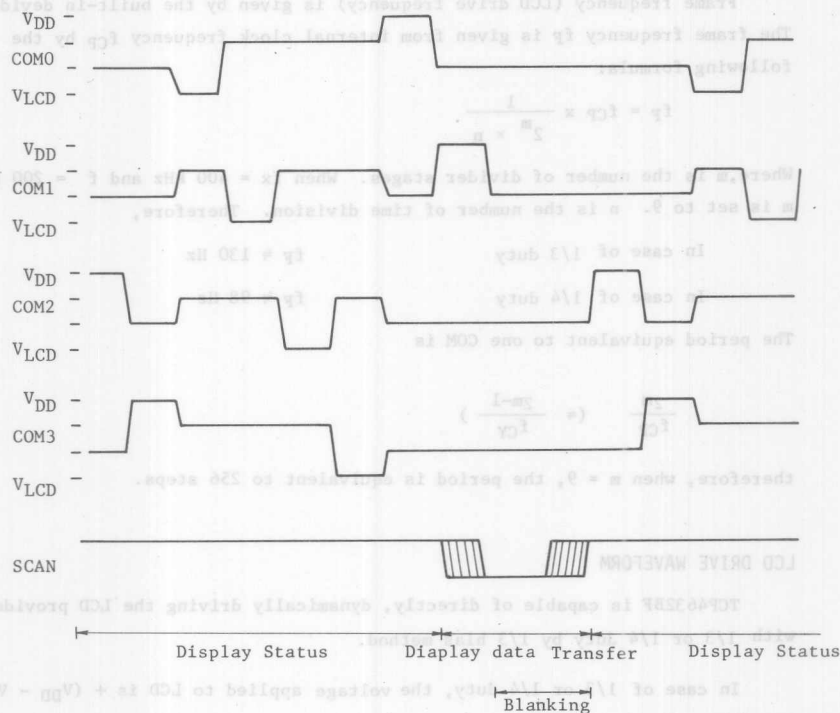 VDD
COM0
VLCD
VDD
COM1
VLCD
VDD
COM2
VLCD
VDD
COM3
VLCD
SCAN
Display Status Diaplay data Transfer Display Status
Blanking
Frame frequency (LCD drive frequency) is given by the built-in
The frame frequency fF is given from internal clock frequency fCP by the
following formula:
fF = fCP × 1 / 2^m × n
Where, m is the number of divider stages. When fx = 400 kHz and f = 200
m is set to 9. n is the number of time division. Therefore,
In case of 1/3 duty fF ≒ 130 Hz
In case of 1/4 duty fF ≒ 98 Hz
The period equivalent to one COM is
therefore, when m = 9, the period is equivalent to 256 steps.
LCD DRIVE WAVEFORM
is capable of directly, dynamically driving the LCD
with 1/3 or 1/4 duty by 1/3 bias method.
In case of 1/3 or 1/4 duty, the voltage applied to LCD is + (VDD - V